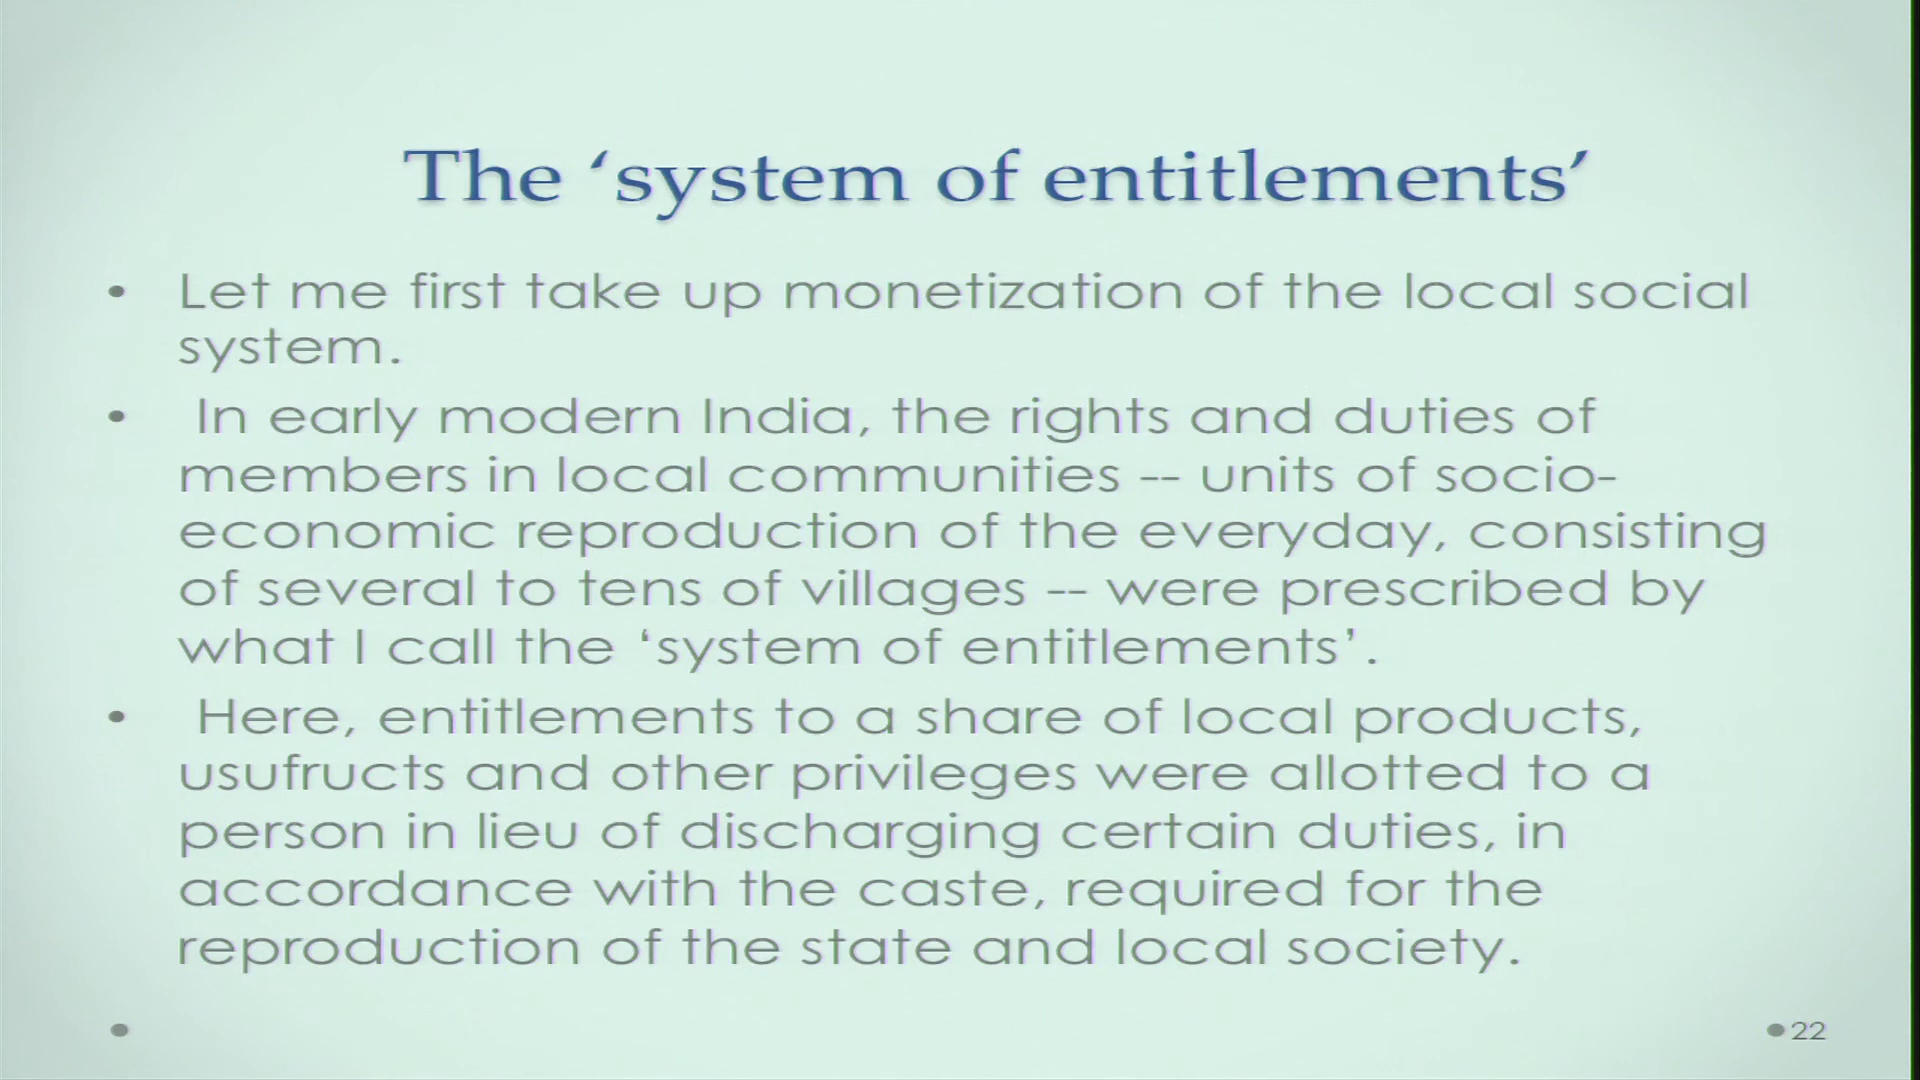 The ‘system of entitlements’
• Let me first take up monetization of the local social
system.
• In early modern India, the rights and duties of
members in local communities -- units of socio-
economic reproduction of the everyday, consisting
of several to tens of villages -- were prescribed by
what I call the ‘system of entitlements’.
• Here, entitlements to a share of local products,
usufructs and other privileges were allotted to a
person in lieu of discharging certain duties, in
accordance with the caste, required for the
reproduction of the state and local society.
22